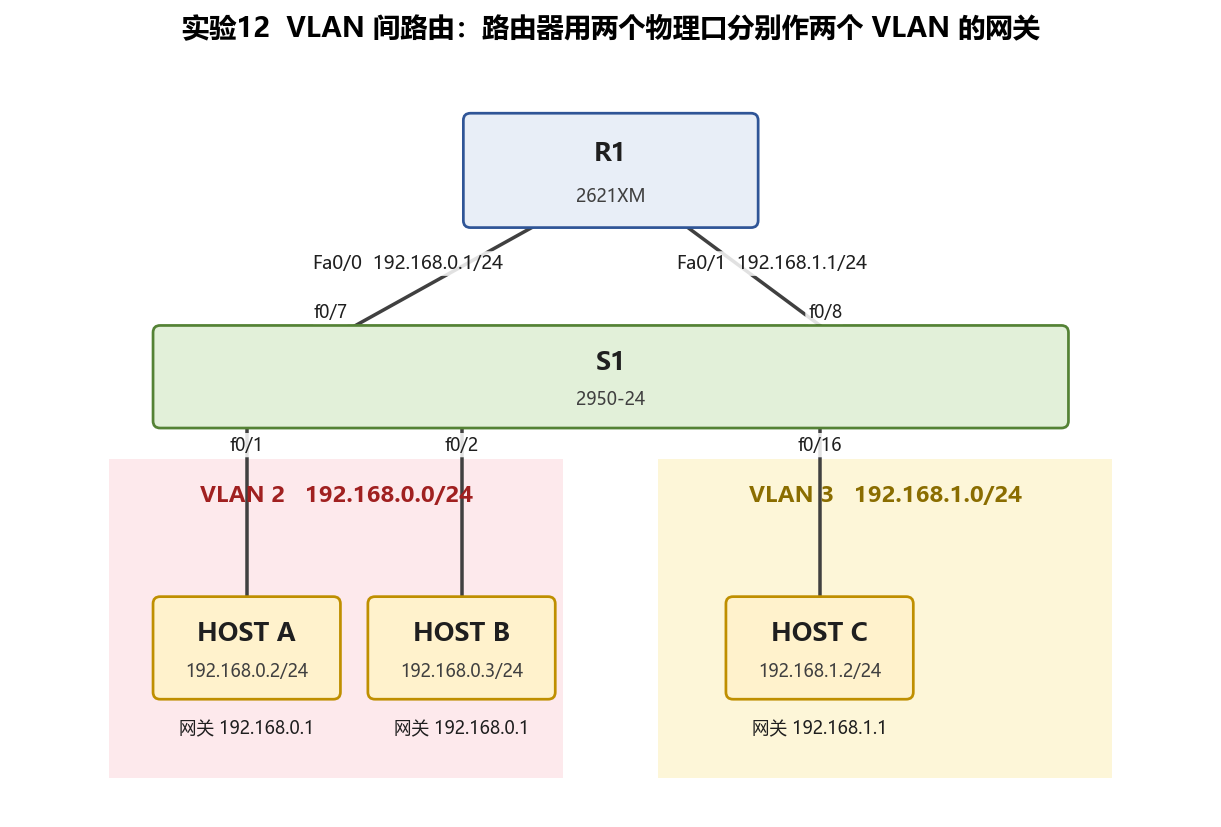 实验12  VLAN 间路由：路由器用两个物理口分别作两个 VLAN 的网关
R1
2621XM
Fa0/0  192.168.0.1/24
Fa0/1  192.168.1.1/24
f0/7
f0/8
S1
2950-24
f0/1
f0/2
f0/16
VLAN 2   192.168.0.0/24
VLAN 3   192.168.1.0/24
HOST A
192.168.0.2/24
HOST B
192.168.0.3/24
HOST C
192.168.1.2/24
网关 192.168.0.1
网关 192.168.0.1
网关 192.168.1.1